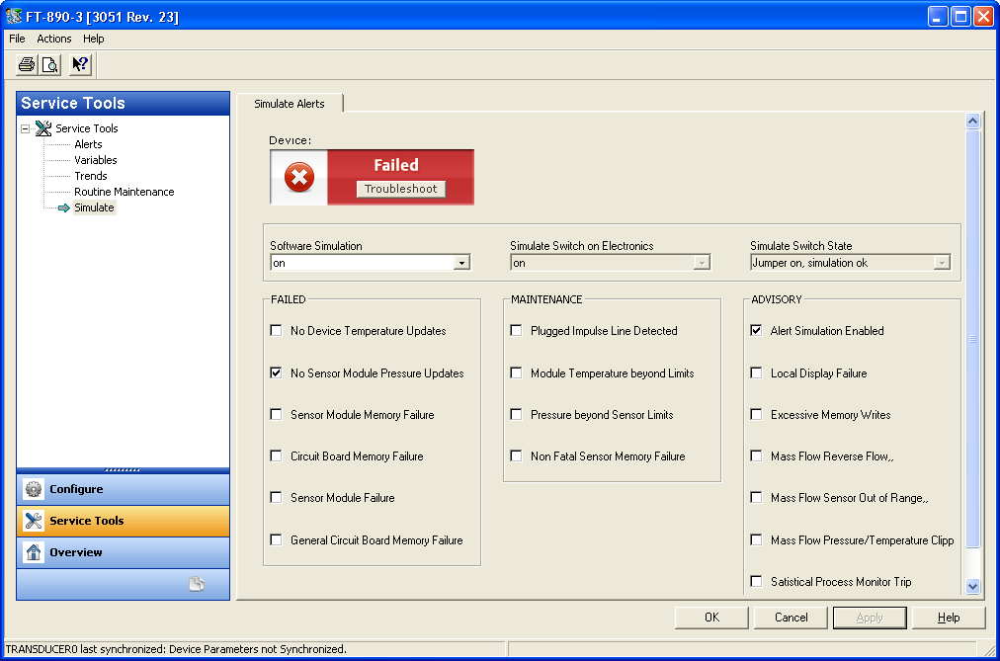 FT-890-3 [3051 Rev. 23]
File Actions Help
Service Tools
Service Tools
Alerts
Variables
Trends
Routine Maintenance
Simulate
Configure
Service Tools
Overview
Simulate Alerts
Device:
Failed
Troubleshoot
Software Simulation
on
Simulate Switch on Electronics
on
Simulate Switch State
Jumper on, simulation ok
FAILED
No Device Temperature Updates
No Sensor Module Pressure Updates
Sensor Module Memory Failure
Circuit Board Memory Failure
Sensor Module Failure
General Circuit Board Memory Failure
MAINTENANCE
Plugged Impulse Line Detected
Module Temperature beyond Limits
Pressure beyond Sensor Limits
Non Fatal Sensor Memory Failure
ADVISORY
Alert Simulation Enabled
Local Display Failure
Excessive Memory Writes
Mass Flow Reverse Flow,,
Mass Flow Sensor Out of Range,,
Mass Flow Pressure/Temperature Clipp
Satistical Process Monitor Trip
OK Cancel Apply Help
TRANSDUCER0 last synchronized: Device Parameters not Synchronized.